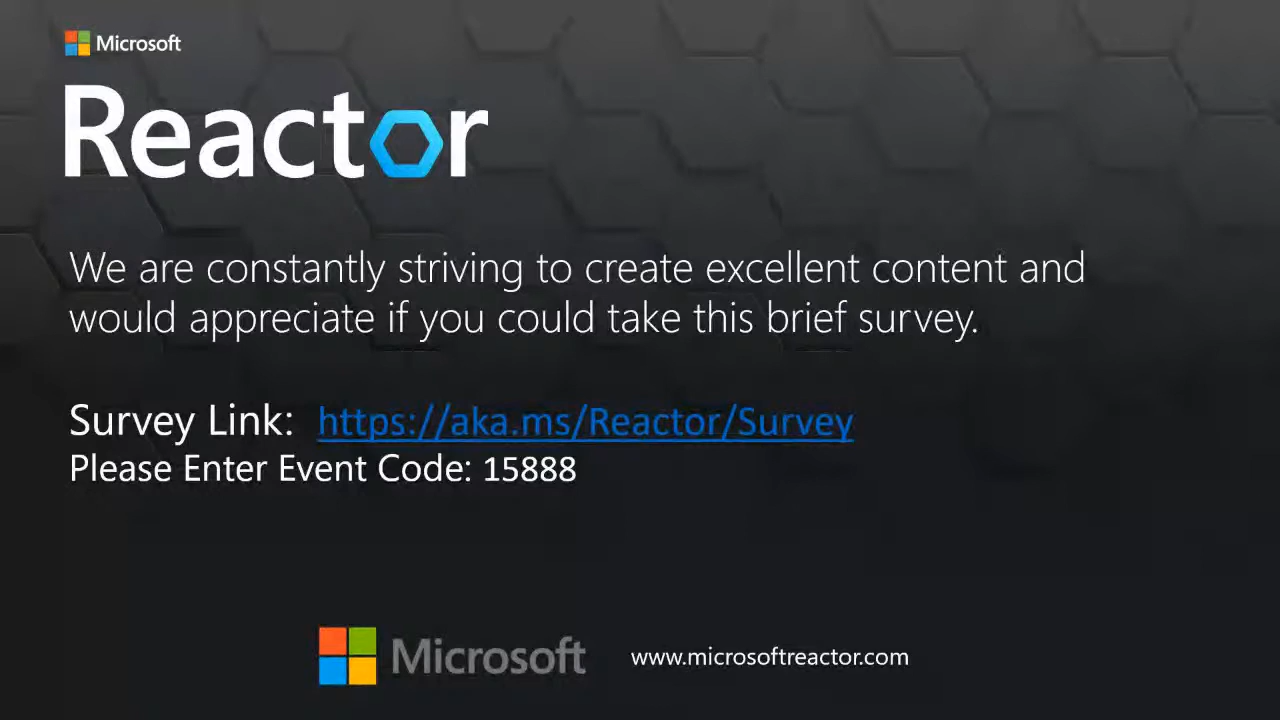 Microsoft
Reactor
We are constantly striving to create excellent content and
would appreciate if you could take this brief survey.
Survey Link: https://aka.ms/Reactor/Survey
Please Enter Event Code: 15888
Microsoft www.microsoftreactor.com